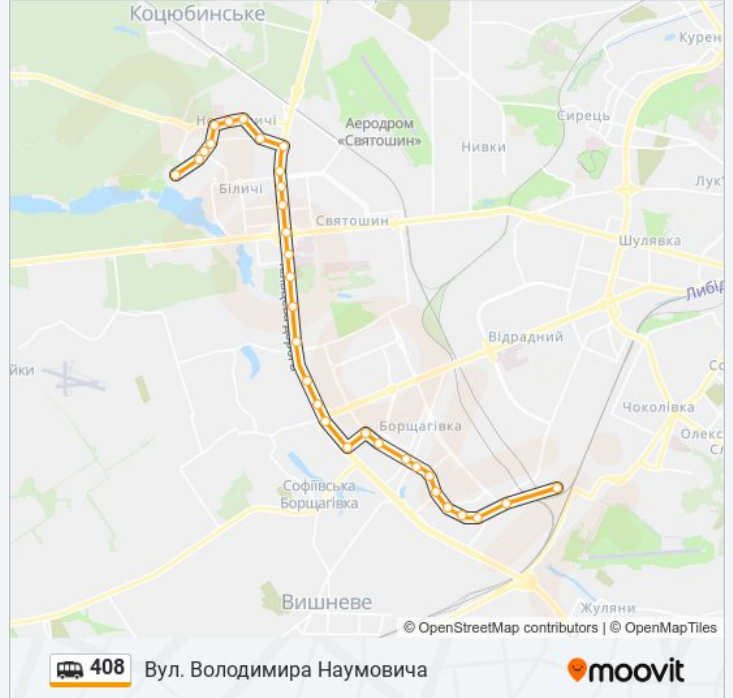 Коцюбинське
Курен
Сирець
Аеродром
«Святошин»
Нивки
Біличі
Лук'
Святошин
Шулявка
Либід
Відрадний
йки
Чоколівка
Борщагівка
Олекс
Софіївська
Борщагівка
Вишневе
Жуляни
© OpenStreetMap contributors | © OpenMapTiles
408 Вул. Володимира Наумовича
moovit